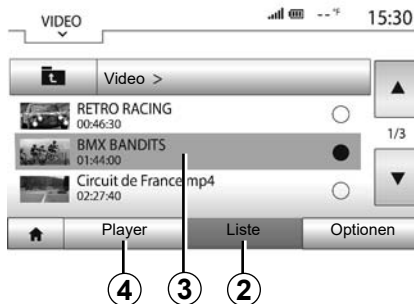 VIDEO
--°F 15:30
Video >
RETRO RACING
00:46:30
BMX BANDITS
01:44:00
1/3
Circuit de France mp4
02:27:40
Player Liste Optionen
4 3 2